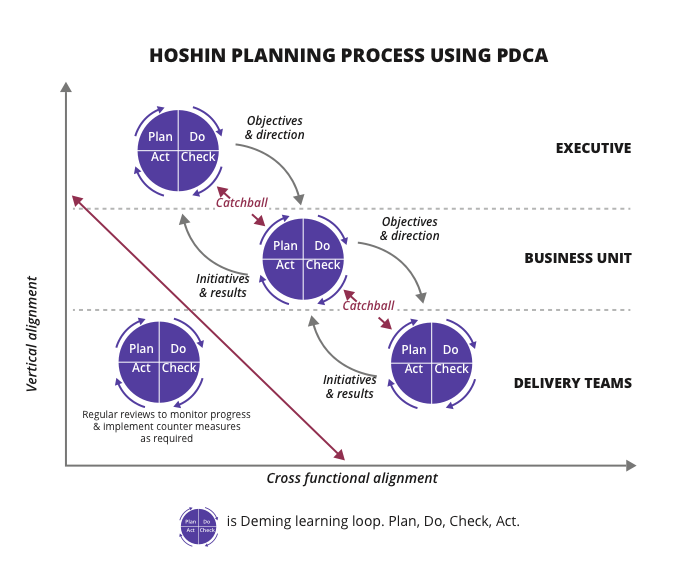 HOSHIN PLANNING PROCESS USING PDCA
Plan Do
Act Check
Objectives
& direction
EXECUTIVE
Catchball
Plan Do
Act Check
Objectives
& direction
BUSINESS UNIT
Initiatives
& results
Catchball
Plan Do
Act Check
Regular reviews to monitor progress
& implement counter measures
as required
Plan Do
Act Check
Initiatives
& results
DELIVERY TEAMS
Vertical alignment
Cross functional alignment
Plan Do
Act Check
is Deming learning loop. Plan, Do, Check, Act.